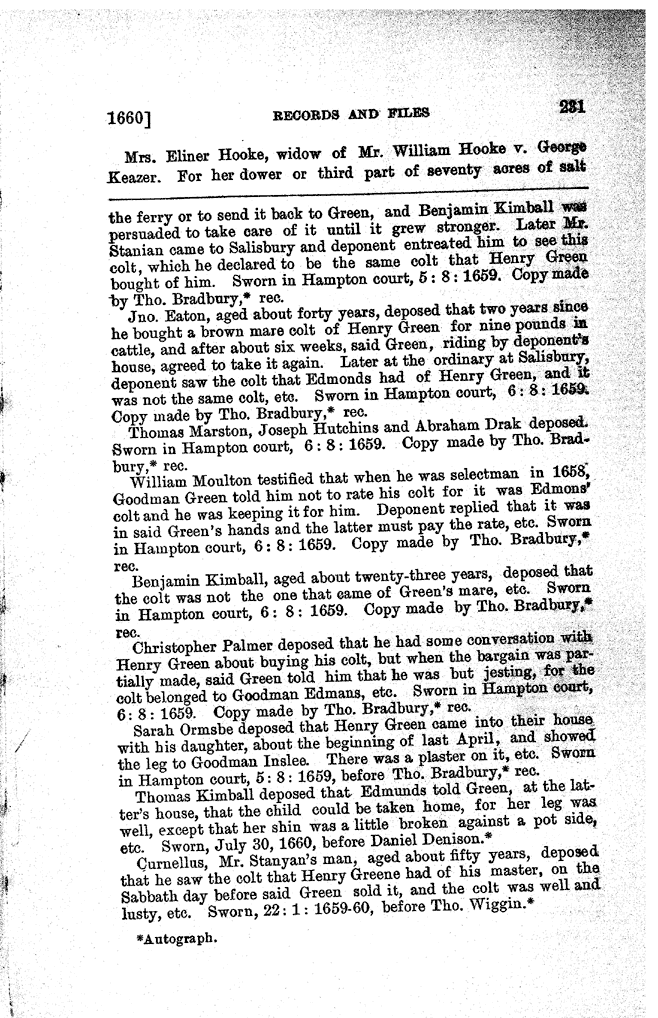 1660] RECORDS AND FILES 231
Mrs. Eliner Hooke, widow of Mr. William Hooke v. George
Keazer. For her dower or third part of seventy acres of salt
the ferry or to send it back to Green, and Benjamin Kimball was
persuaded to take care of it until it grew stronger. Later Mr.
Stanian came to Salisbury and deponent entreated him to see this
colt, which he declared to be the same colt that Henry Green
bought of him. Sworn in Hampton court, 5: 8: 1659. Copy made
by Tho. Bradbury,* rec.
Jno. Eaton, aged about forty years, deposed that two years since
he bought a brown mare colt of Henry Green for nine pounds in
cattle, and after about six weeks, said Green, riding by deponent's
house, agreed to take it again. Later at the ordinary at Salisbury,
deponent saw the colt that Edmonds had of Henry Green, and it
was not the same colt, etc. Sworn in Hampton court, 6: 8: 1659.
Copy made by Tho. Bradbury,* rec.
Thomas Marston, Joseph Hutchins and Abraham Drak deposed.
Sworn in Hampton court, 6: 8: 1659. Copy made by Tho. Brad-
bury,* rec.
William Moulton testified that when he was selectman in 1658,
Goodman Green told him not to rate his colt for it was Edmons'
colt and he was keeping it for him. Deponent replied that it was
in said Green's hands and the latter must pay the rate, etc. Sworn
in Hampton court, 6: 8: 1659. Copy made by Tho. Bradbury,*
rec.
Benjamin Kimball, aged about twenty-three years, deposed that
the colt was not the one that came of Green's mare, etc. Sworn
in Hampton court, 6: 8: 1659. Copy made by Tho. Bradbury,*
rec.
Christopher Palmer deposed that he had some conversation with
Henry Green about buying his colt, but when the bargain was par-
tially made, said Green told him that he was but jesting, for the
colt belonged to Goodman Edmans, etc. Sworn in Hampton court,
6: 8: 1659. Copy made by Tho. Bradbury,* rec.
Sarah Ormsbe deposed that Henry Green came into their house
with his daughter, about the beginning of last April, and showed
the leg to Goodman Inslee. There was a plaster on it, etc. Sworn
in Hampton court, 5: 8: 1659, before Tho. Bradbury,* rec.
Thomas Kimball deposed that Edmunds told Green, at the lat-
ter's house, that the child could be taken home, for her leg was
well, except that her shin was a little broken against a pot side,
etc. Sworn, July 30, 1660, before Daniel Denison.*
Curnellus, Mr. Stanyan's man, aged about fifty years, deposed
that he saw the colt that Henry Greene had of his master, on the
Sabbath day before said Green sold it, and the colt was well and
lusty, etc. Sworn, 22: 1: 1659-60, before Tho. Wiggin.*
*Autograph.